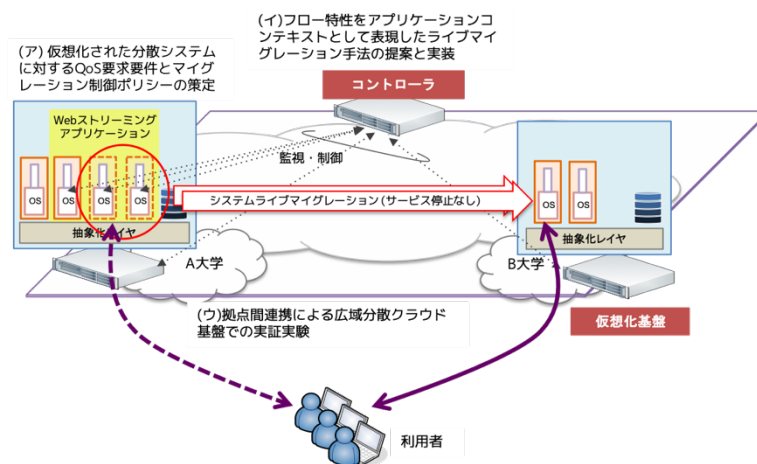 (イ)フロー特性をアプリケーションコ
ンテキストとして表現したライブマイ
グレーション手法の提案と実装
(ア) 仮想化された分散システム
に対するQoS要求要件とマイグ
レーション制御ポリシーの策定
コントローラ
Webストリーミング
アプリケーション
監視・制御
OS
OS
OS
OS
システムライブマイグレーション(サービス停止なし)
OS
OS
抽象化レイヤ
抽象化レイヤ
A大学
B大学
(ウ)拠点間連携による広域分散クラウド
基盤での実証実験
仮想化基盤
利用者